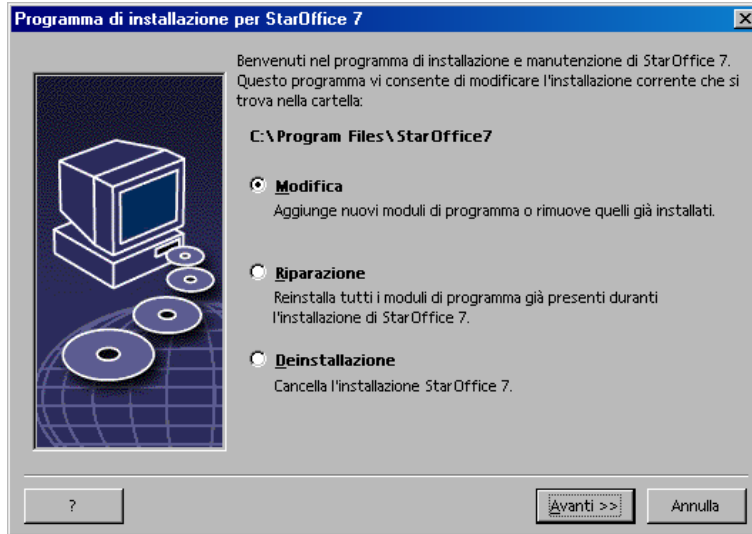 Programma di installazione per StarOffice 7
Benvenuti nel programma di installazione e manutenzione di StarOffice 7.
Questo programma vi consente di modificare l'installazione corrente che si
trova nella cartella:
C:\Program Files\StarOffice7
Modifica
Aggiunge nuovi moduli di programma o rimuove quelli già installati.
Riparazione
Reinstalla tutti i moduli di programma già presenti duranti
l'installazione di StarOffice 7.
Deinstallazione
Cancella l'installazione StarOffice 7.
?
Avanti >>
Annulla